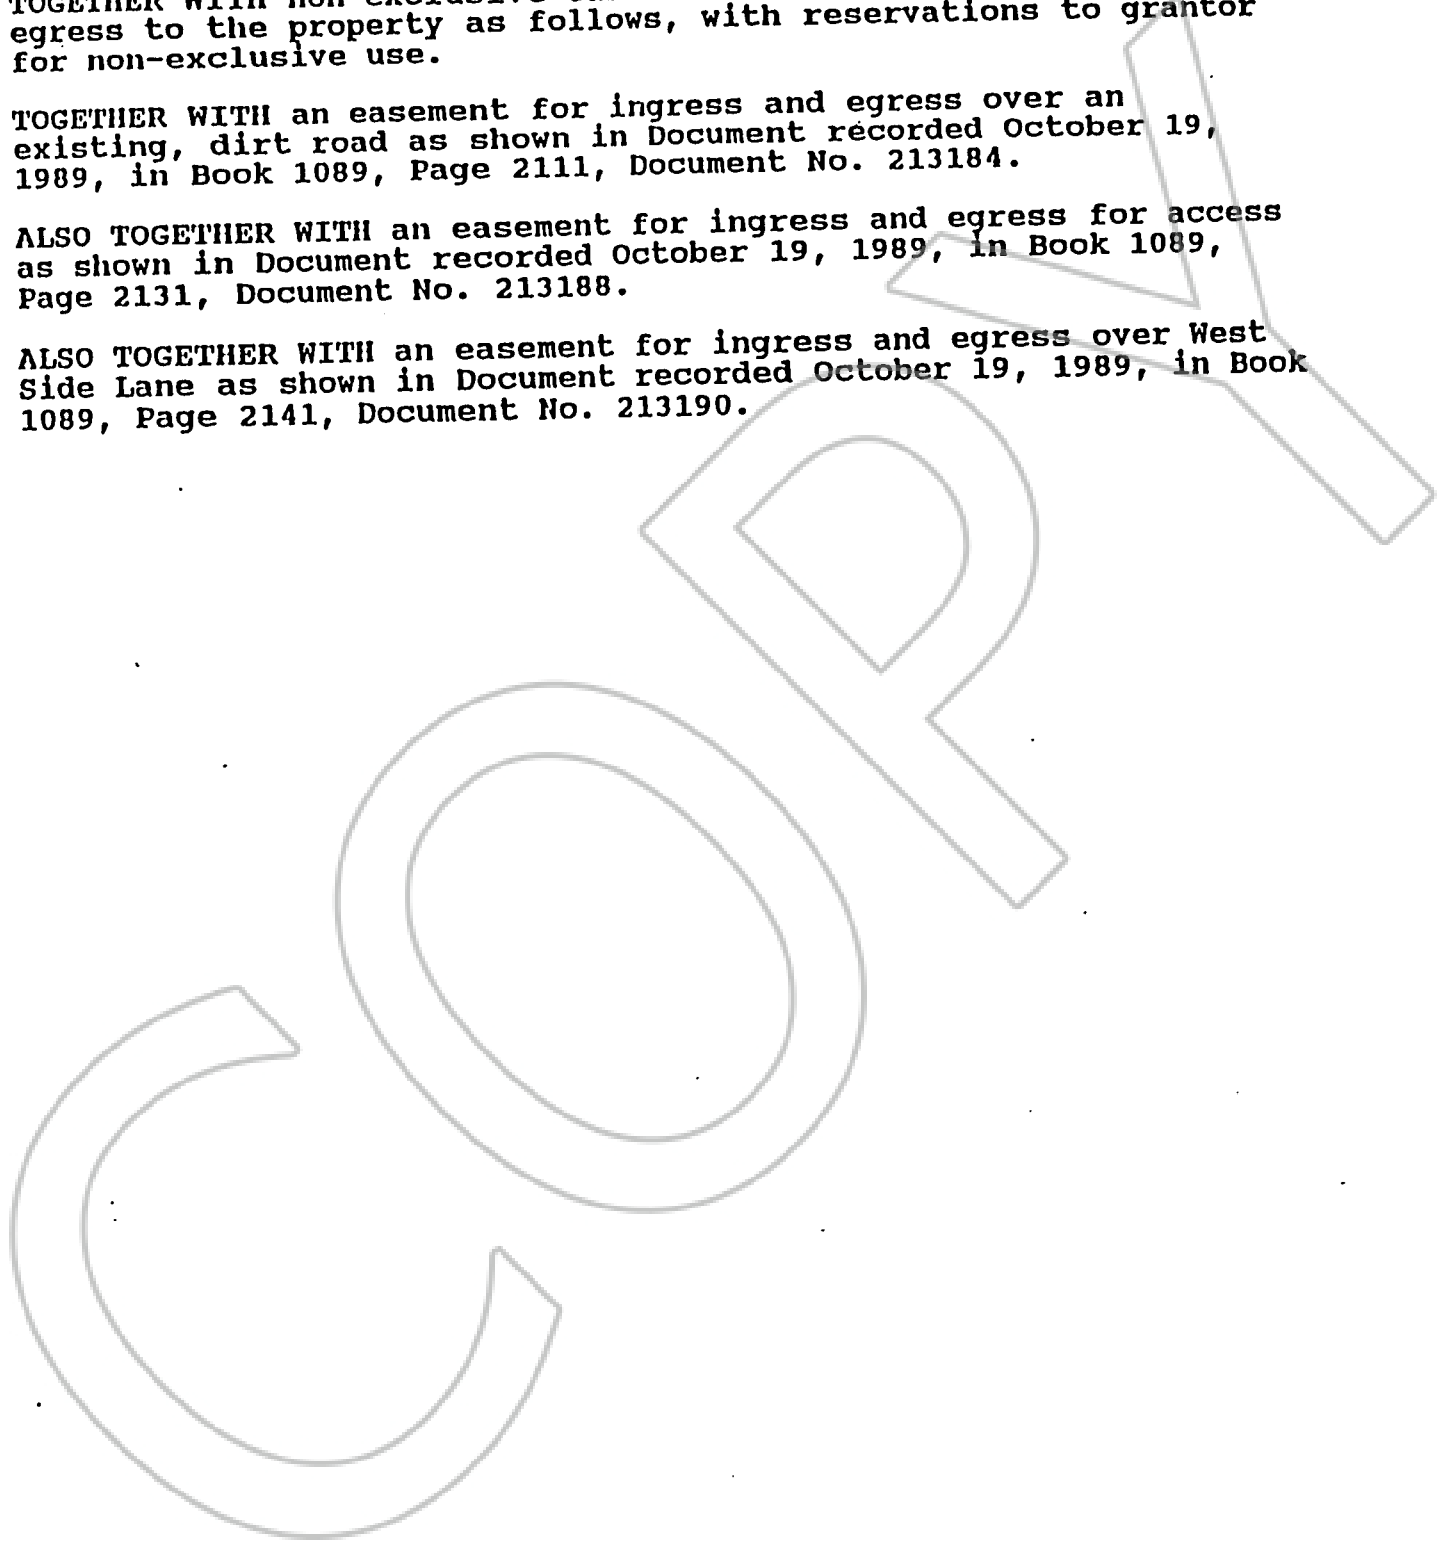 TOGETHER WITH non
egress to the property as follows, with reservations to grantor
for non-exclusive use.
TOGETHER WITH an easement for ingress and egress over an
existing, dirt road as shown in Document recorded October 19,
1989, in Book 1089, Page 2111, Document No. 213184.
ALSO TOGETHER WITH an easement for ingress and egress for access
as shown in Document recorded October 19, 1989, in Book 1089,
Page 2131, Document No. 213188.
ALSO TOGETHER WITH an easement for ingress and egress over West
Side Lane as shown in Document recorded October 19, 1989, in Book
1089, Page 2141, Document No. 213190.
COPY